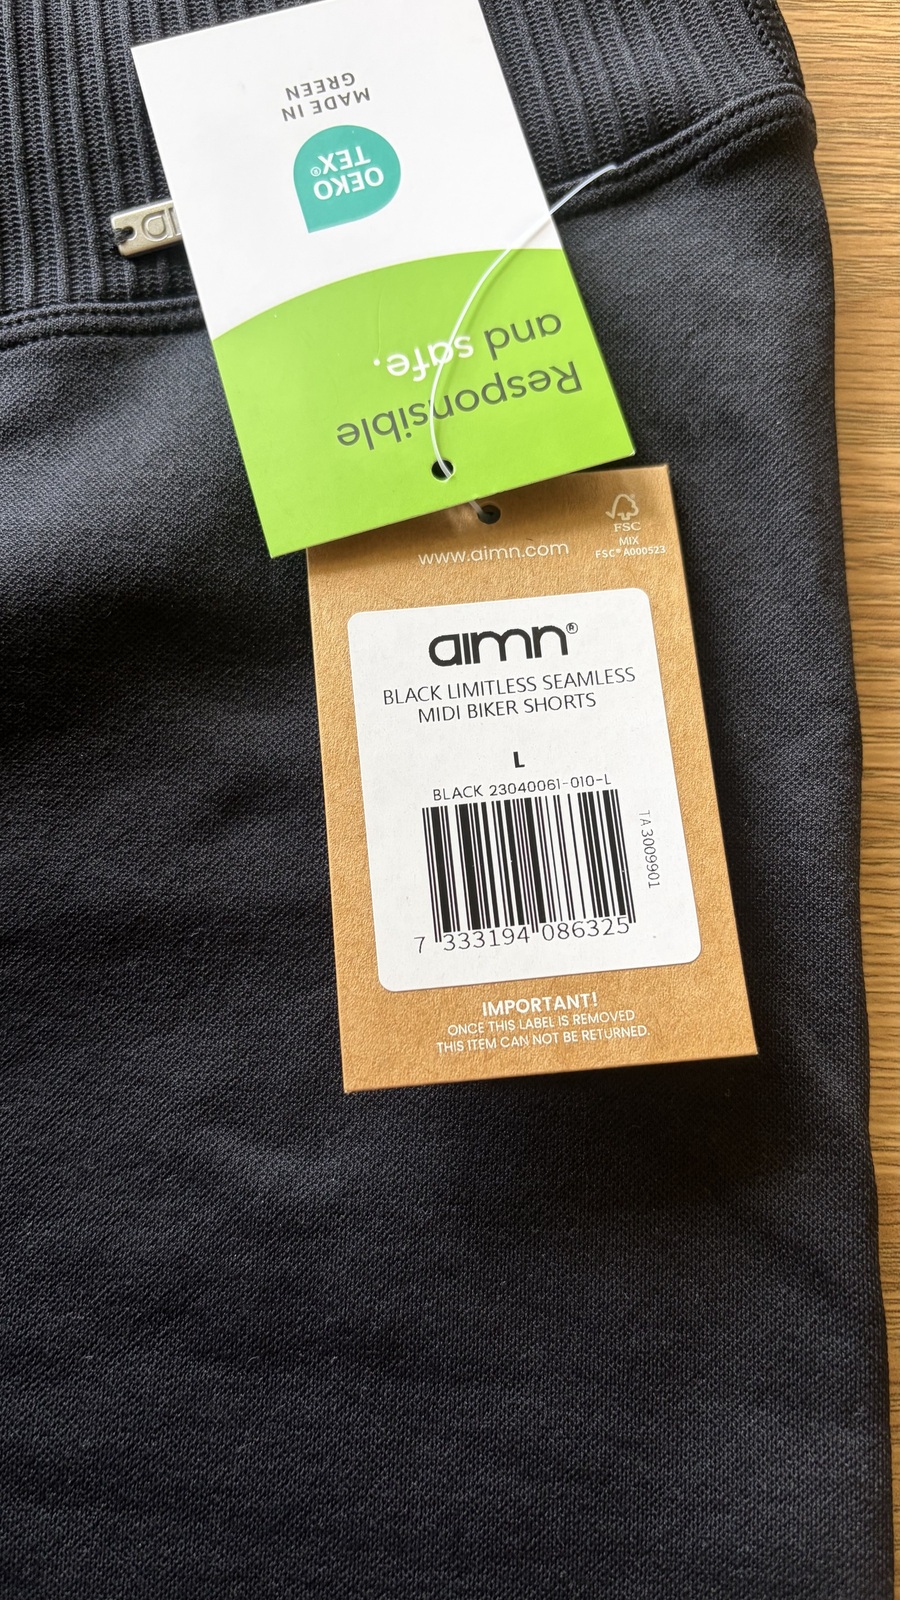 MADE IN
GREEN
OEKO
TEX®
Responsible
and safe.
www.aimn.com
FSC
MIX
FSC® A000523
aimn®
BLACK LIMITLESS SEAMLESS
MIDI BIKER SHORTS
L
BLACK 23040061-010-L
TA 3009901
7 333194 086325
IMPORTANT!
ONCE THIS LABEL IS REMOVED
THIS ITEM CAN NOT BE RETURNED.